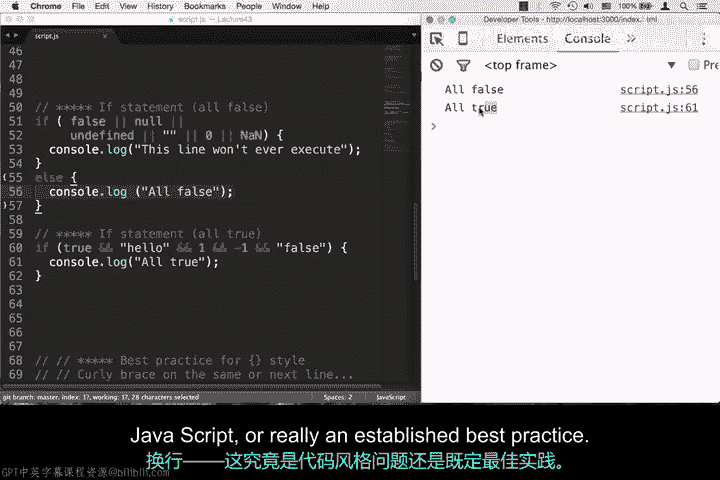 Chrome File Edit View History Bookmarks People Window Help
100%
script.js — Lecture43
Developer Tools - http://localhost:3000/index.html
script.js
Elements Console »
<top frame> Pre
All false script.js:56
All true script.js:61
>
46
47
48
49
50 // ***** If statement (all false)
51 if ( false || null ||
52 undefined || "" || 0 || NaN) {
53 console.log("This line won't ever execute");
54 }
55 else {
56 console.log ("All false");
57 }
58
59 // ***** If statement (all true)
60 if (true && "hello" && 1 && -1 && "false") {
61 console.log("All true");
62 }
63
64
65
66
67
68 // // ***** Best practice for {} style
69 // // Curly brace on the same or next line...
git branch: master, index: 1?, working: 1?, 28 characters selected Spaces: 2 JavaScript
Java Script, or really an established best practice.
换行——这究竟是代码风格问题还是既定最佳实践。
GPT中英字幕课程资源@bilibili